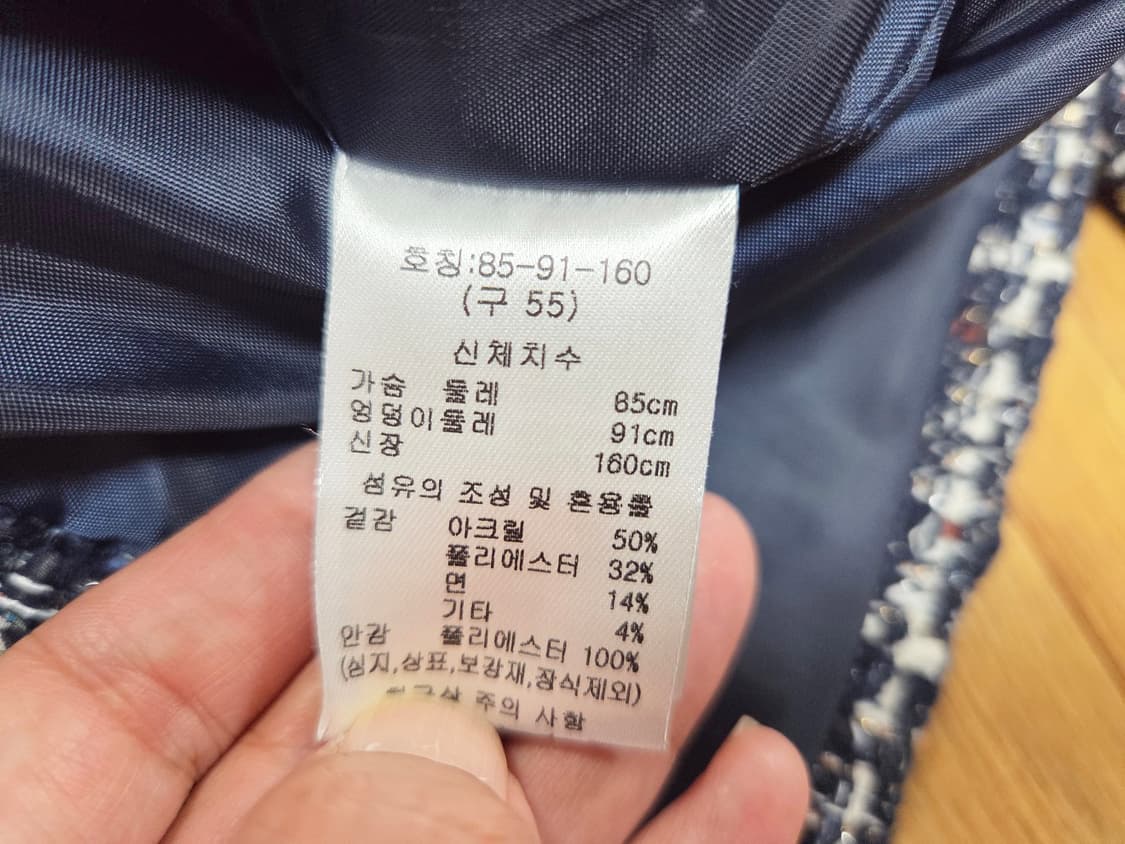 호칭:85-91-160
(구 55)
신체치수
가슴 둘레 85cm
엉덩이둘레 91cm
신장 160cm
섬유의 조성 및 혼용률
겉감 아크릴 50%
폴리에스터 32%
면 14%
기타 4%
안감 폴리에스터 100%
(심지,상표,보강재,장식제외)
주의 사항